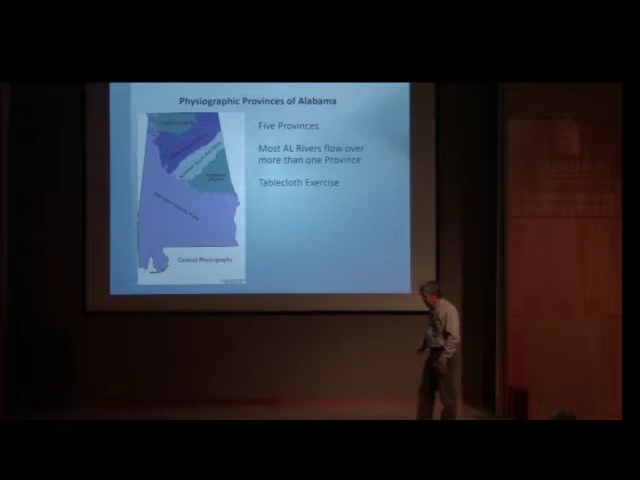 Physiographic Provinces of Alabama
Five Provinces
Most AL Rivers flow over
more than one Province
Tablecloth Exercise
General Physiography